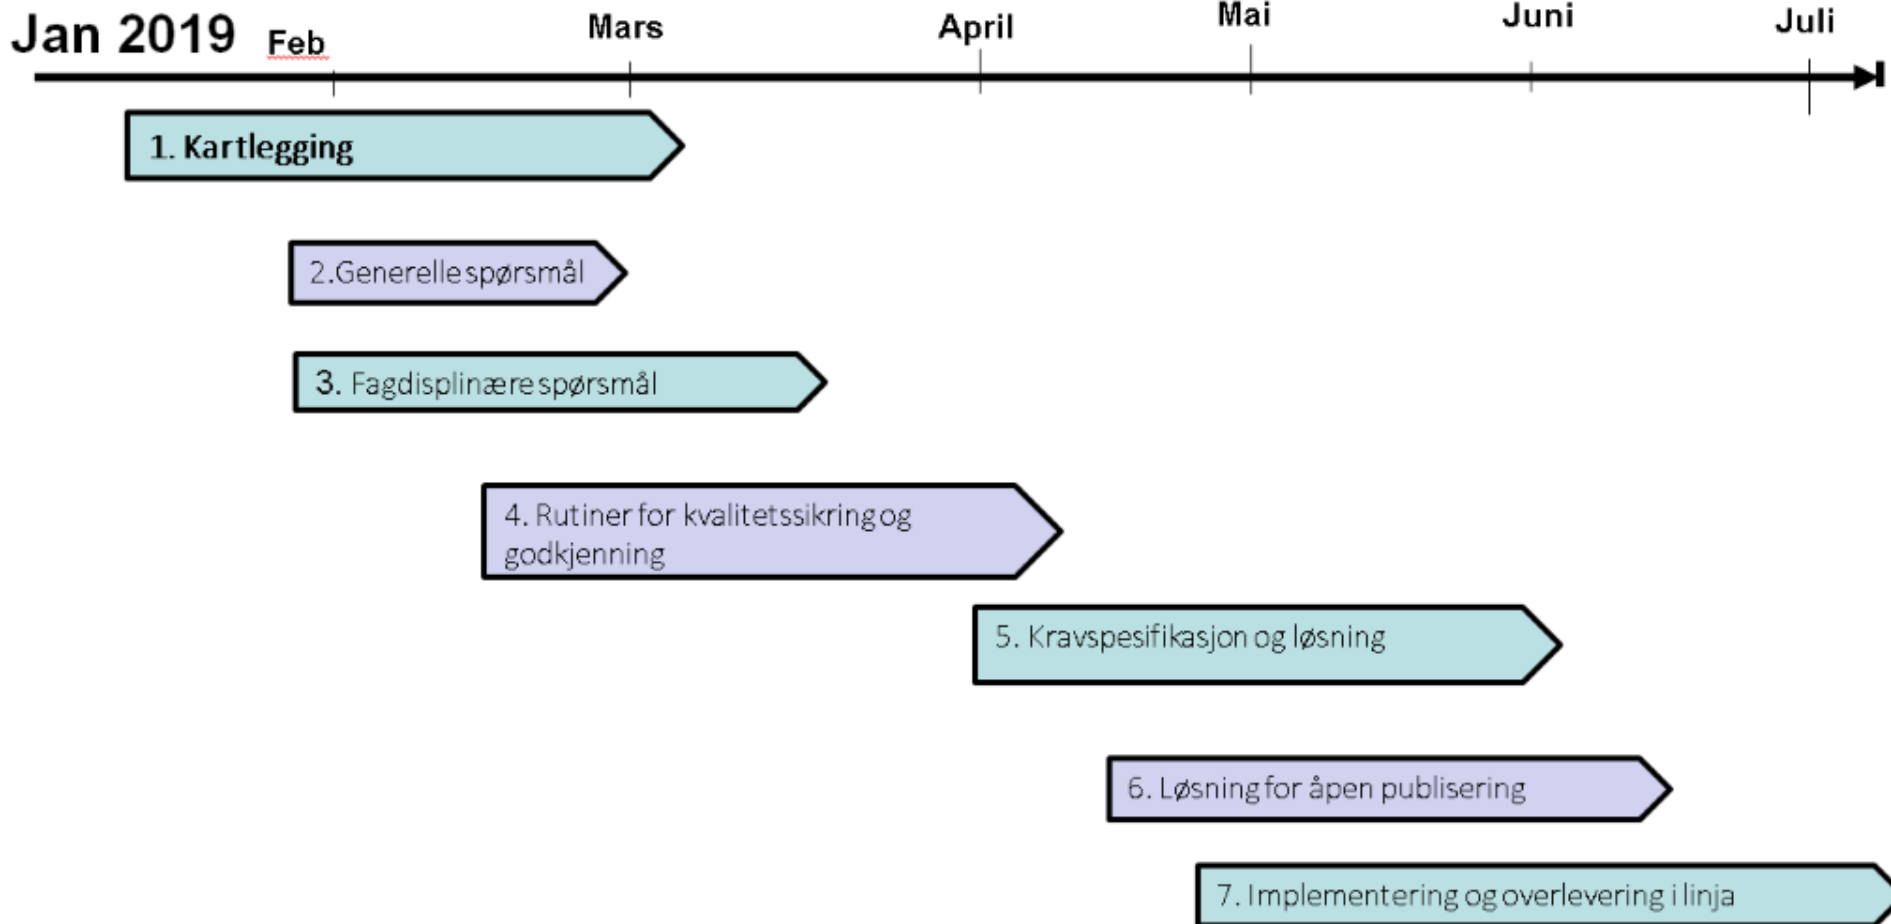 Jan 2019 Feb Mars April Mai Juni Juli
1. Kartlegging
2.Generelle spørsmål
3. Fagdisplinære spørsmål
4. Rutiner for kvalitetssikring og
godkjenning
5. Kravspesifikasjon og løsning
6. Løsning for åpen publisering
7. Implementering og overlevering i linja